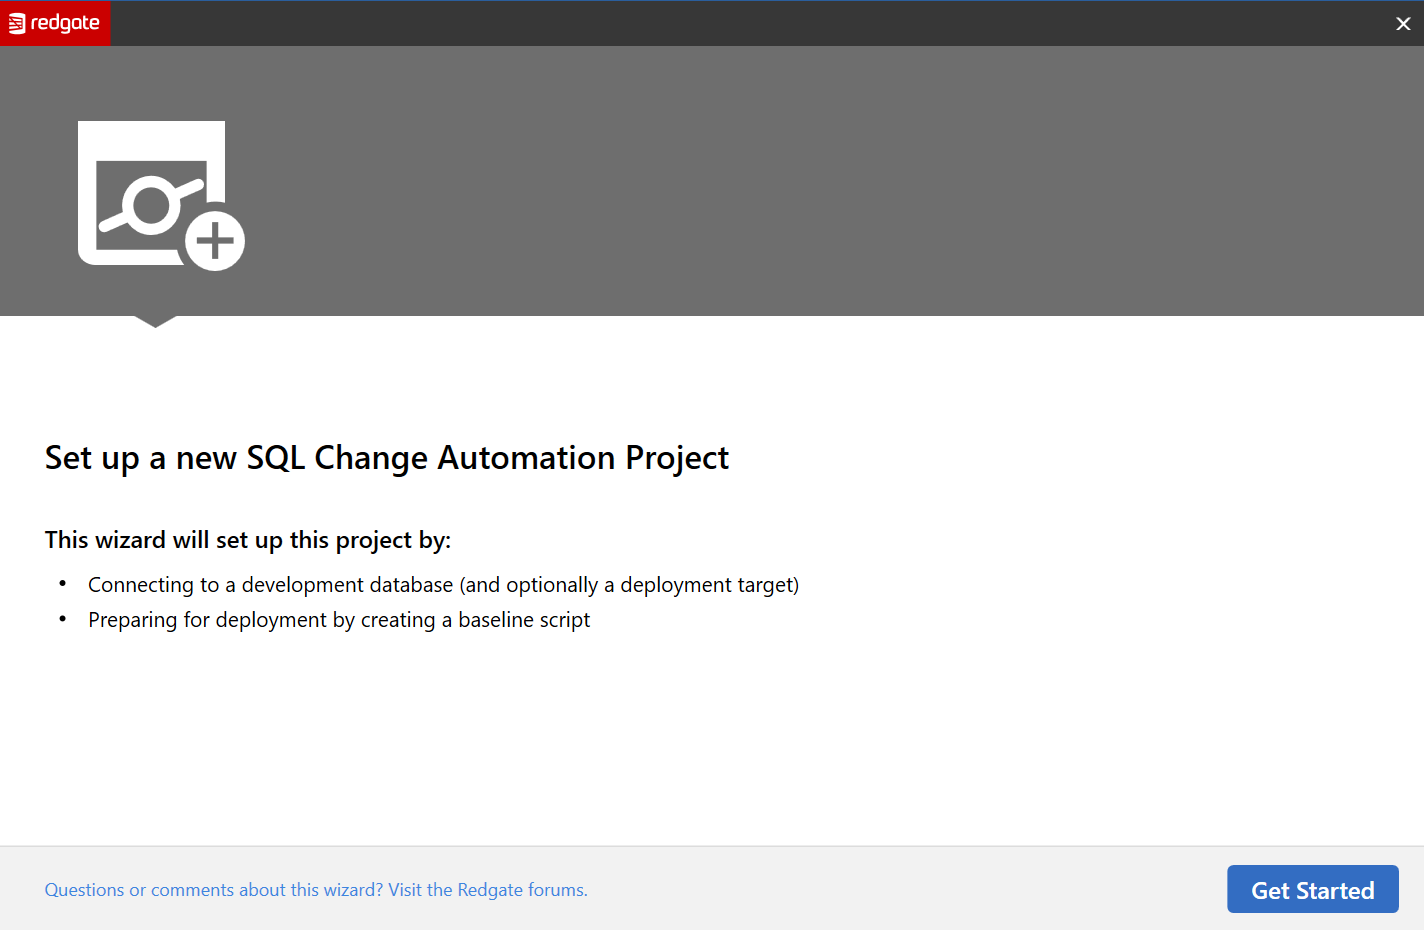 redgate
Set up a new SQL Change Automation Project
This wizard will set up this project by:
• Connecting to a development database (and optionally a deployment target)
• Preparing for deployment by creating a baseline script
Questions or comments about this wizard? Visit the Redgate forums.
Get Started